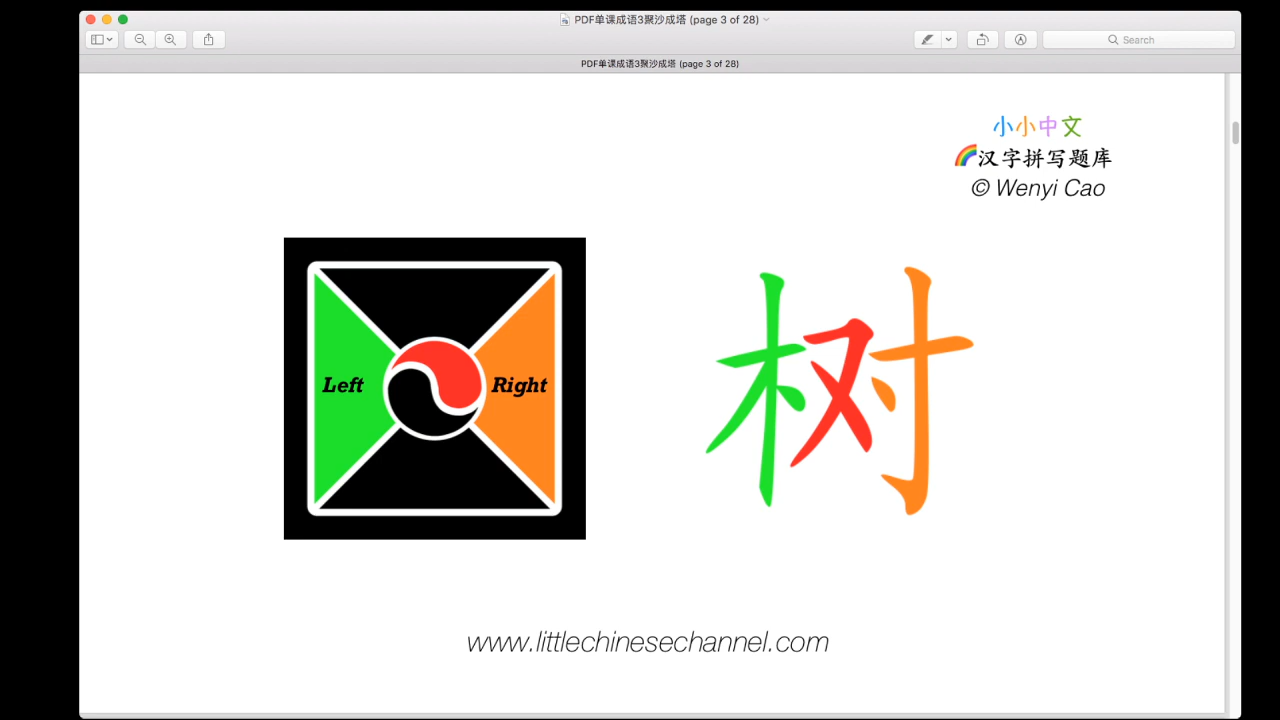 PDF单课成语3聚沙成塔 (page 3 of 28)
Search
PDF单课成语3聚沙成塔 (page 3 of 28)
小小中文
汉字拼写题库
© Wenyi Cao
Left
Right
树
www.littlechinesechannel.com